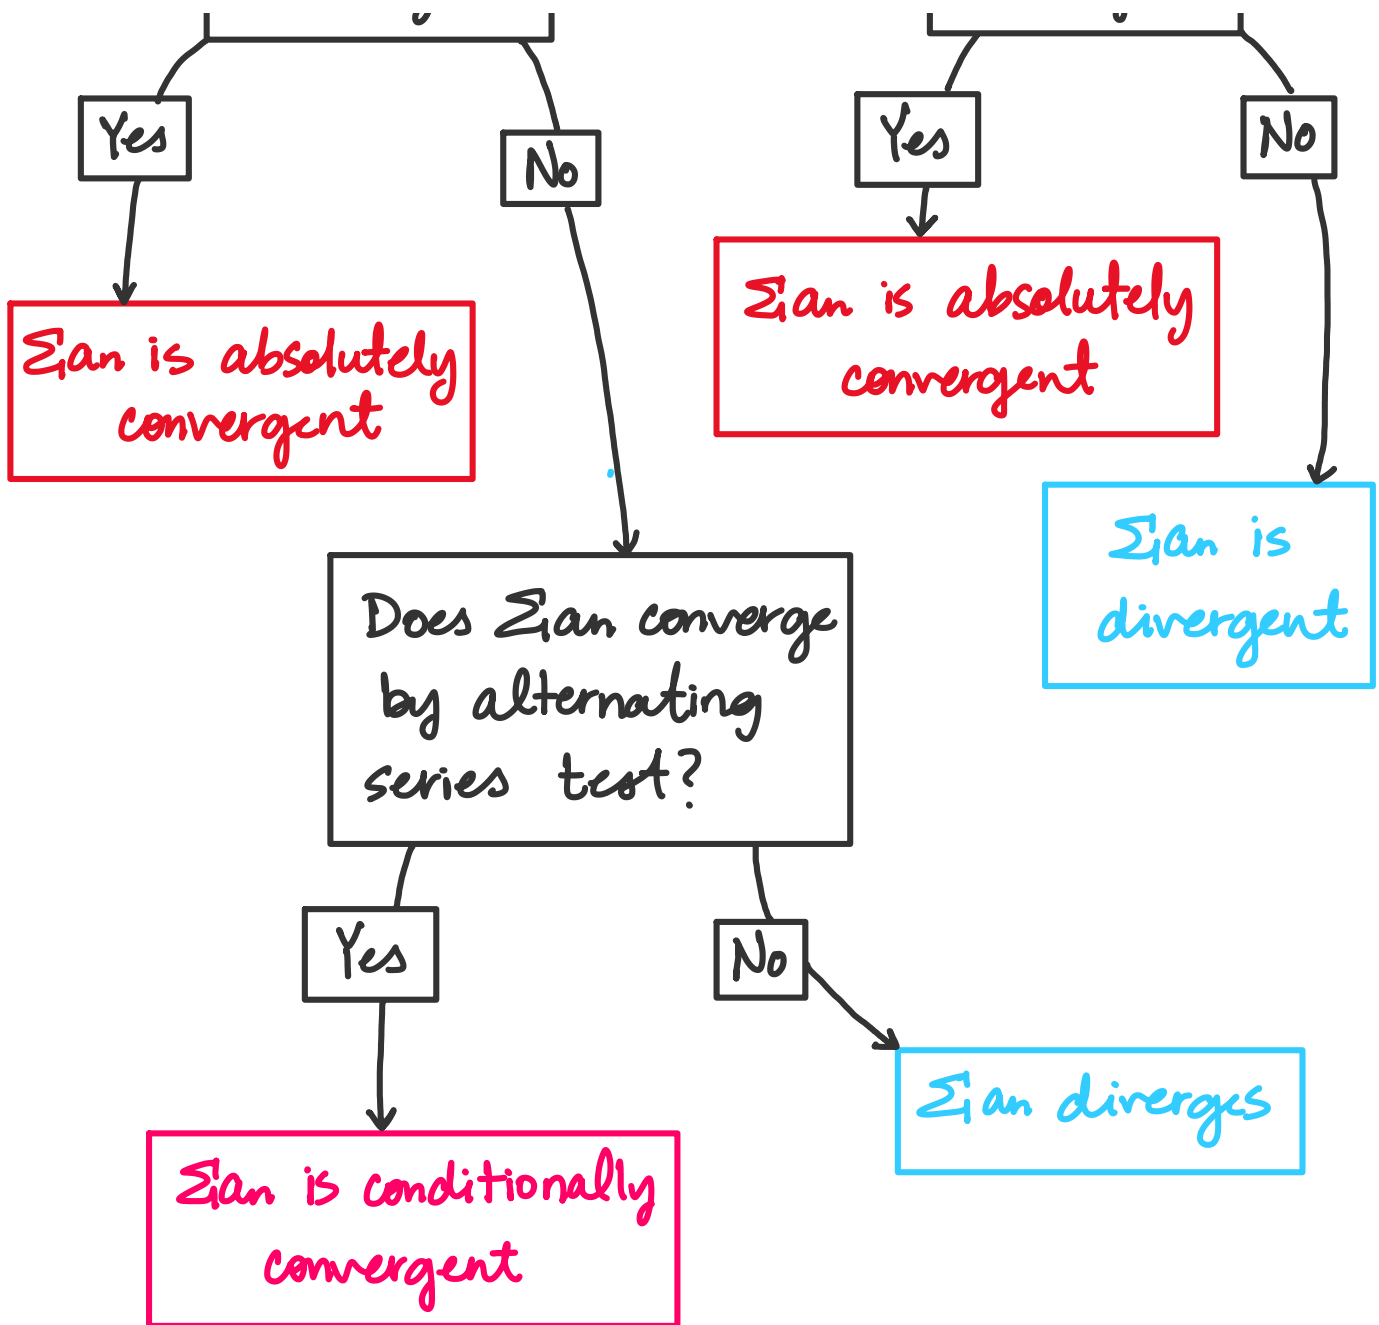 Yes
No
Yes
No
Σan is absolutely
convergent
Σan is absolutely
convergent
Σan is
divergent
Does Σan converge
by alternating
series test?
Yes
No
Σan diverges
Σan is conditionally
convergent